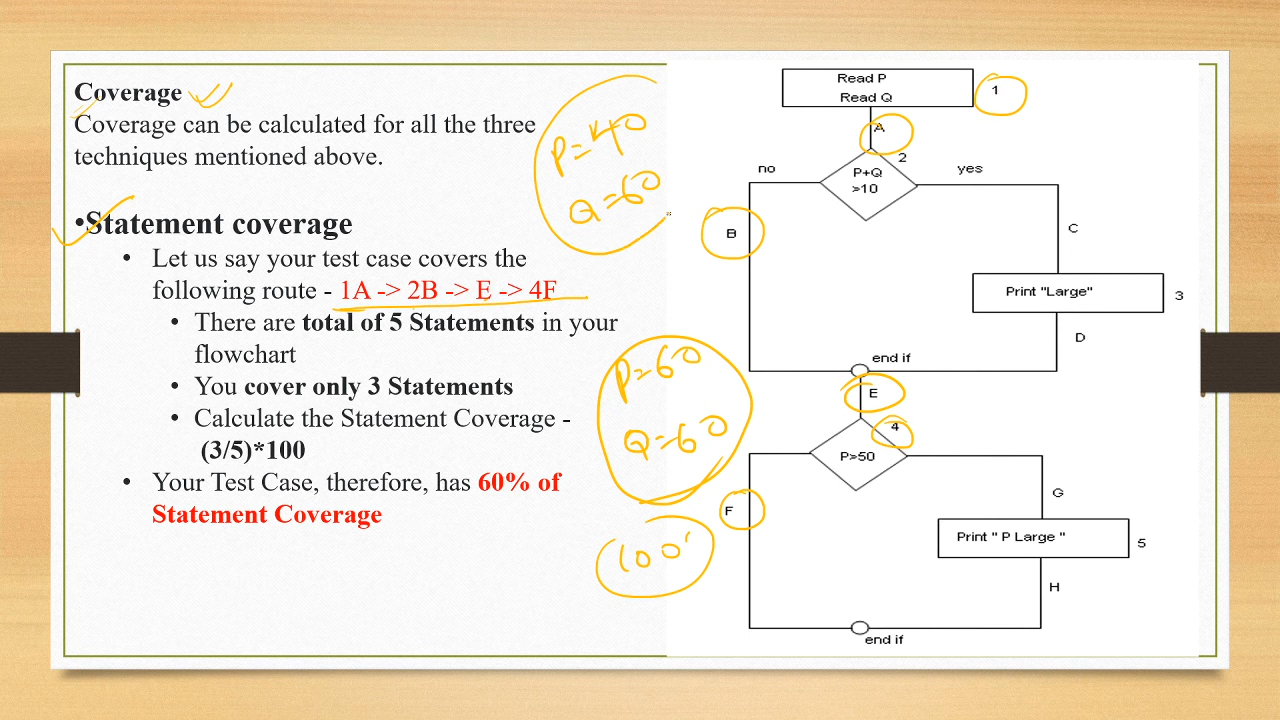 Coverage
Coverage can be calculated for all the three
techniques mentioned above.
•Statement coverage
• Let us say your test case covers the
following route - 1A -> 2B -> E -> 4F
• There are total of 5 Statements in your
flowchart
• You cover only 3 Statements
• Calculate the Statement Coverage -
(3/5)*100
• Your Test Case, therefore, has 60% of
Statement Coverage
P=40
Q=60
P=60
Q=60
100
Read P
Read Q
1
A
2
no
P+Q
>10
yes
B
C
Print "Large"
3
D
end if
E
4
P>50
F
G
Print " P Large "
5
H
end if